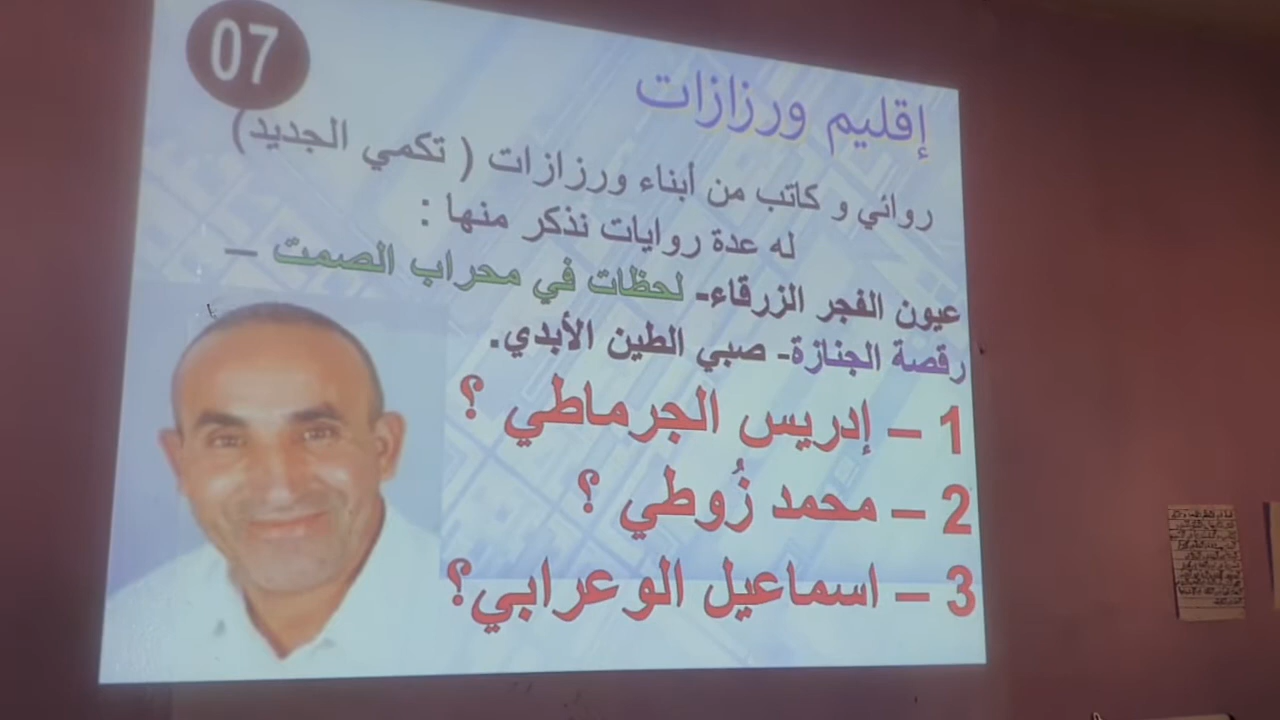 07
إقليم ورزازات
روائي و كاتب من أبناء ورزازات ( تكمي الجديد)
له عدة روايات نذكر منها :
عيون الفجر الزرقاء- لحظات في محراب الصمت –
رقصة الجنازة- صبي الطين الأبدي.
1 – إدريس الجرماطي ؟
2 – محمد زُوطي ؟
3 – اسماعيل الوعرابي؟